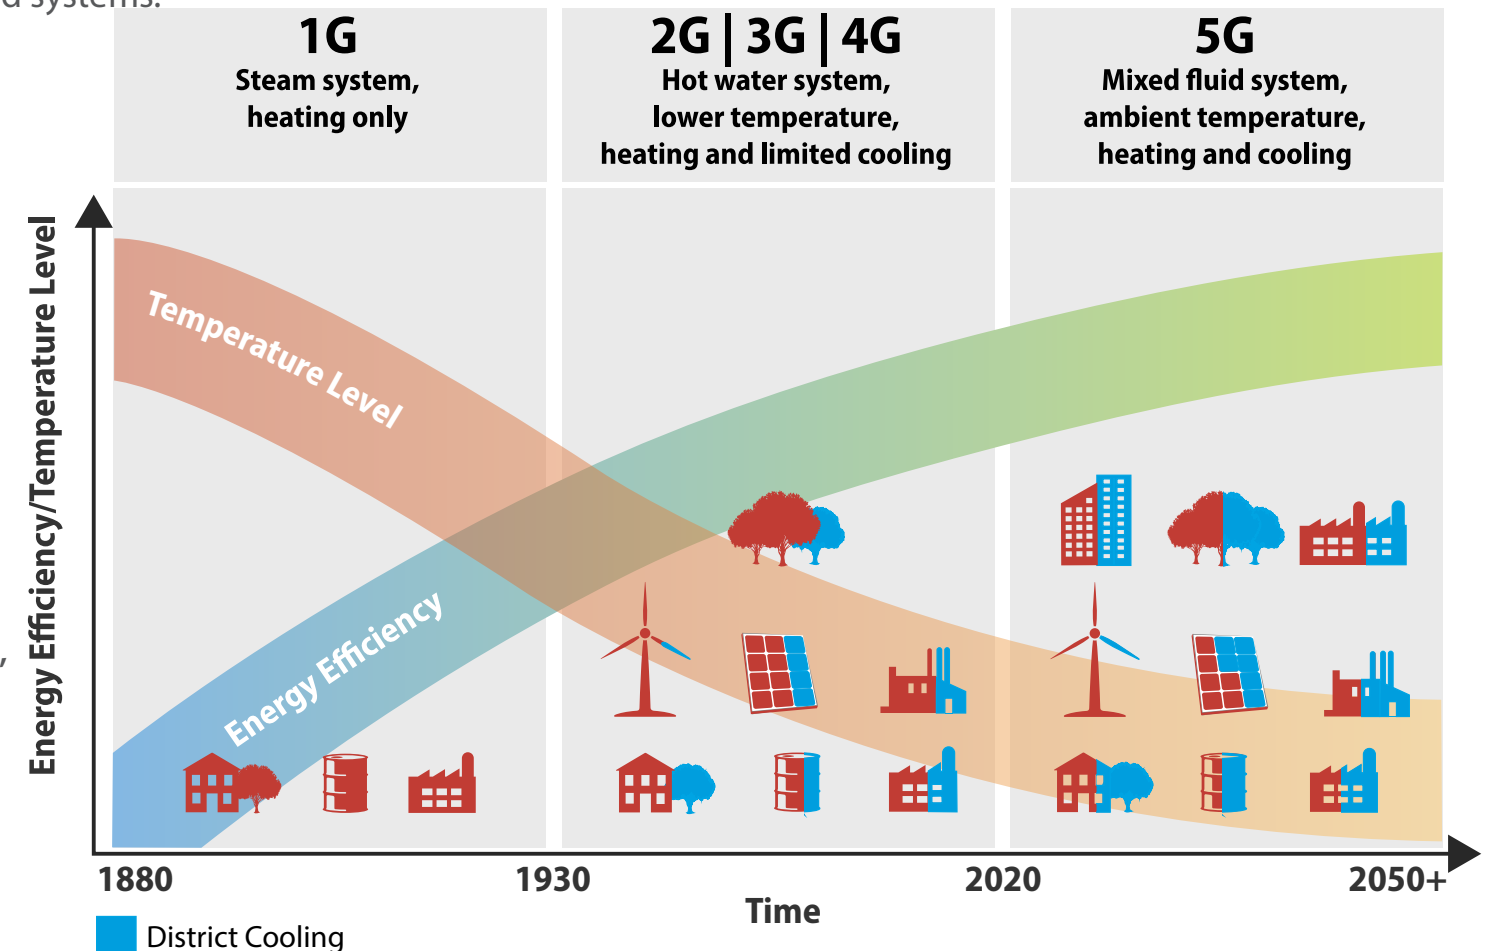 d systems.
1G
Steam system,
heating only
2G | 3G | 4G
Hot water system,
lower temperature,
heating and limited cooling
5G
Mixed fluid system,
ambient temperature,
heating and cooling
Energy Efficiency/Temperature Level
Temperature Level
Energy Efficiency
,
1880
1930
2020
2050+
Time
District Cooling